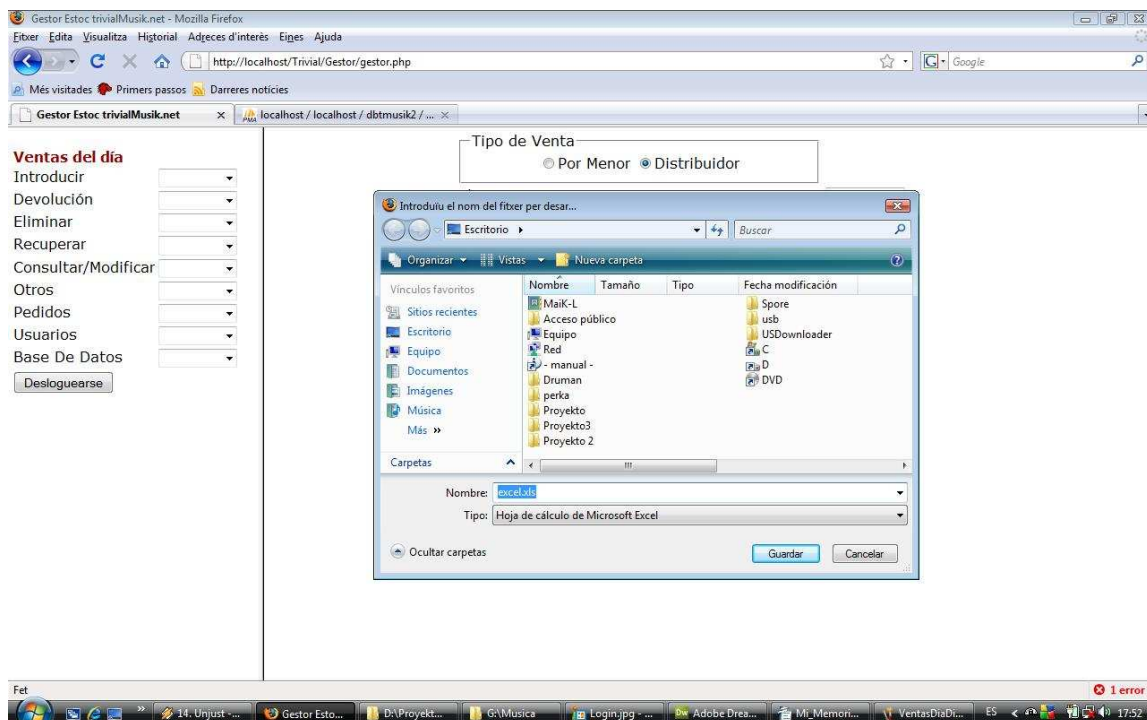 Gestor Estoc trivialMusik.net - Mozilla Firefox
Fitxer Edita Visualitza Historial Adreces d'interès Eines Ajuda
http://localhost/Trivial/Gestor/gestor.php
Google
Més visitades Primers passos Darreres notícies
Gestor Estoc trivialMusik.net
localhost / localhost / dbtmusik2 / ...
Ventas del día
Introducir
Devolución
Eliminar
Recuperar
Consultar/Modificar
Otros
Pedidos
Usuarios
Base De Datos
Desloguearse
Tipo de Venta
Por Menor Distribuidor
Introduïu el nom del fitxer per desar...
Escritorio
Buscar
Organizar Vistas Nueva carpeta
Vínculos favoritos
Sitios recientes
Escritorio
Equipo
Documentos
Imágenes
Música
Más »
Carpetas
Nombre Tamaño Tipo Fecha modificación
MaiK-L
Acceso público
Equipo
Red
- manual -
Druman
perka
Proyekto
Proyekto3
Proyekto 2
Spore
usb
USDownloader
C
D
DVD
Nombre: excel.xls
Tipo: Hoja de cálculo de Microsoft Excel
Ocultar carpetas
Guardar Cancelar
Fet
1 error
» 14. Unjust -... Gestor Esto... D:\Proyekt... G:\Musica Login.jpg - ... Adobe Drea... Mi_Memori... VentasDiaDi... ES 17:52